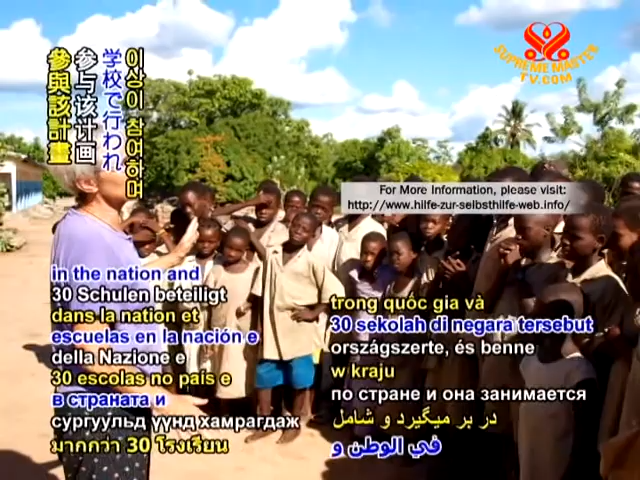 SUPREME MASTER
TV.COM
參與該計畫
参与该计画
学校で行われ
이상이 참여하며
For More Information, please visit:
http://www.hilfe-zur-selbsthilfe-web.info/
in the nation and
30 Schulen beteiligt
dans la nation et
escuelas en la nación e
della Nazione e
30 escolas no país e
в страната и
сургуульд үүнд хамрагдаж
มากกว่า 30 โรงเรียน
trong quốc gia và
30 sekolah di negara tersebut
országszerte, és benne
w kraju
по стране и она занимается
در بر میگیرد و شامل
في الوطن و